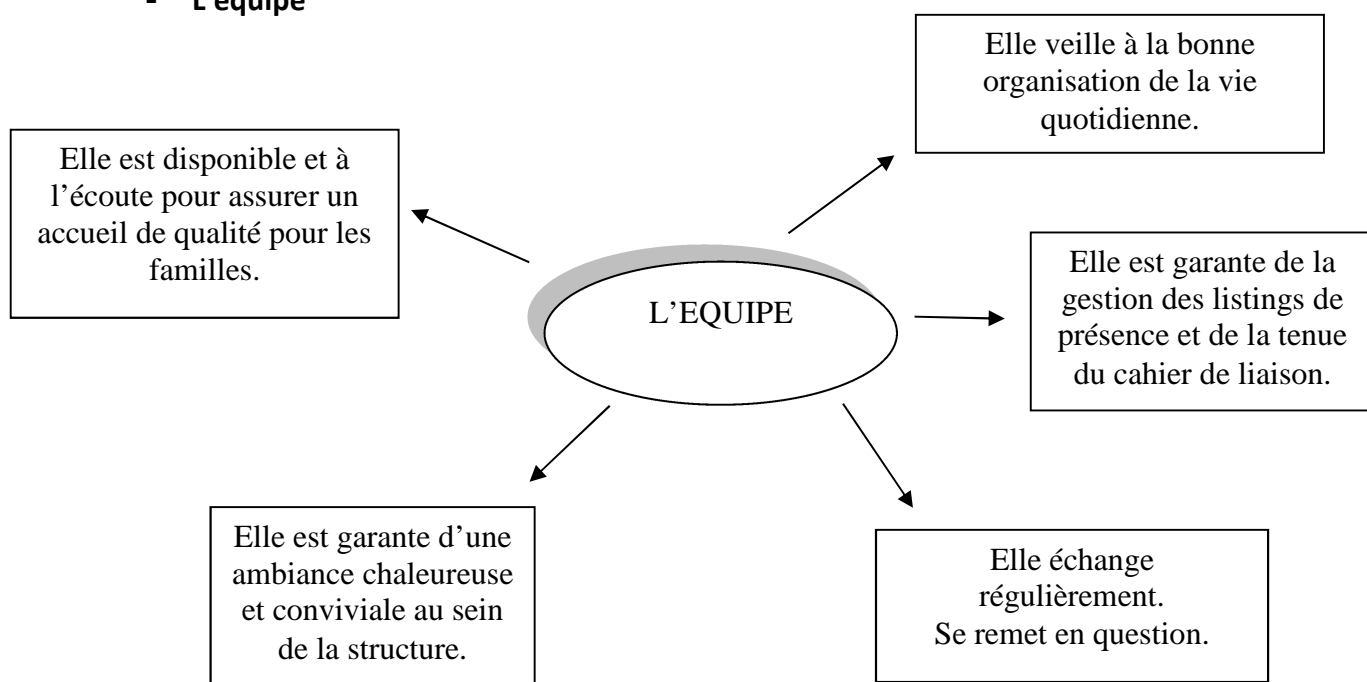 - L'équipe
Elle veille à la bonne
organisation de la vie
quotidienne.
Elle est disponible et à
l'écoute pour assurer un
accueil de qualité pour les
familles.
Elle est garante de la
gestion des listings de
présence et de la tenue
du cahier de liaison.
L'EQUIPE
Elle est garante d'une
ambiance chaleureuse
et conviviale au sein
de la structure.
Elle échange
régulièrement.
Se remet en question.